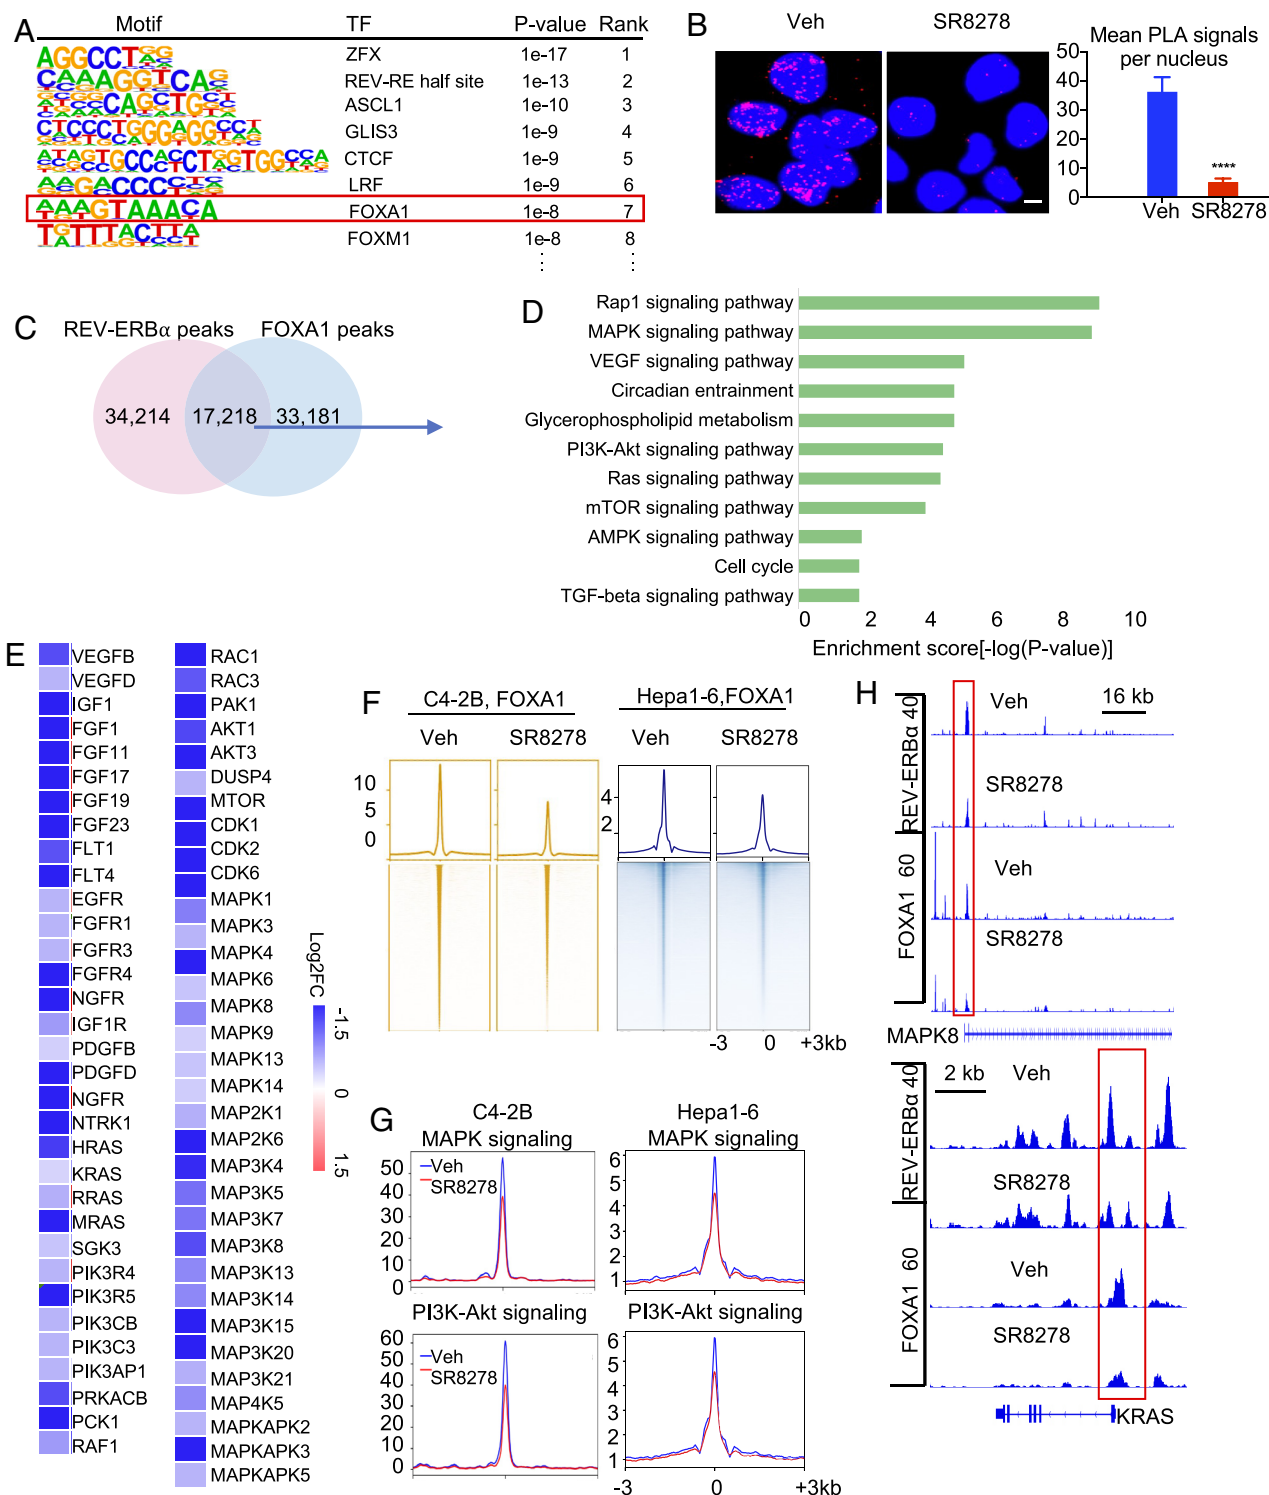 A
Motif TF P-value Rank
AGGCCTGG ZFX 1e-17 1
CAAAGGTCAG REV-RE half site 1e-13 2
ASCL1 1e-10 3
CTCCCTGGGAGGCCT GLIS3 1e-9 4
ATAGTGCCACCTAGTGGCCA CTCF 1e-9 5
LRF 1e-9 6
AAAGTAAACA FOXA1 1e-8 7
TGTTTACTTA FOXM1 1e-8 8
B
Veh SR8278
Mean PLA signals
per nucleus
50
40
30
20
10
0
****
Veh SR8278
C
REV-ERBα peaks FOXA1 peaks
34,214 17,218 33,181
D
Rap1 signaling pathway
MAPK signaling pathway
VEGF signaling pathway
Circadian entrainment
Glycerophospholipid metabolism
PI3K-Akt signaling pathway
Ras signaling pathway
mTOR signaling pathway
AMPK signaling pathway
Cell cycle
TGF-beta signaling pathway
0 2 4 6 8 10
Enrichment score[-log(P-value)]
E
VEGFB
VEGFD
IGF1
FGF1
FGF11
FGF17
FGF19
FGF23
FLT1
FLT4
EGFR
FGFR1
FGFR3
FGFR4
NGFR
IGF1R
PDGFB
PDGFD
NGFR
NTRK1
HRAS
KRAS
RRAS
MRAS
SGK3
PIK3R4
PIK3R5
PIK3CB
PIK3C3
PIK3AP1
PRKACB
PCK1
RAF1
RAC1
RAC3
PAK1
AKT1
AKT3
DUSP4
MTOR
CDK1
CDK2
CDK6
MAPK1
MAPK3
MAPK4
MAPK6
MAPK8
MAPK9
MAPK13
MAPK14
MAP2K1
MAP2K6
MAP3K4
MAP3K5
MAP3K7
MAP3K8
MAP3K13
MAP3K14
MAP3K15
MAP3K20
MAP3K21
MAP4K5
MAPKAPK2
MAPKAPK3
MAPKAPK5
Log2FC
-1.5 0 1.5
F
C4-2B, FOXA1 Hepa1-6,FOXA1
Veh SR8278 Veh SR8278
10
5
0
4
2
-3 0 +3kb
G
C4-2B
MAPK signaling
50
40
30
20
10
0
Veh
SR8278
Hepa1-6
MAPK signaling
6
5
4
3
2
1
PI3K-Akt signaling
60
50
40
30
20
10
0
Veh
SR8278
PI3K-Akt signaling
6
5
4
3
2
1
-3 0 +3kb
H
REV-ERBα 40
Veh 16 kb
SR8278
FOXA1 60
Veh
SR8278
MAPK8
REV-ERBα 40
2 kb Veh
SR8278
FOXA1 60
Veh
SR8278
KRAS